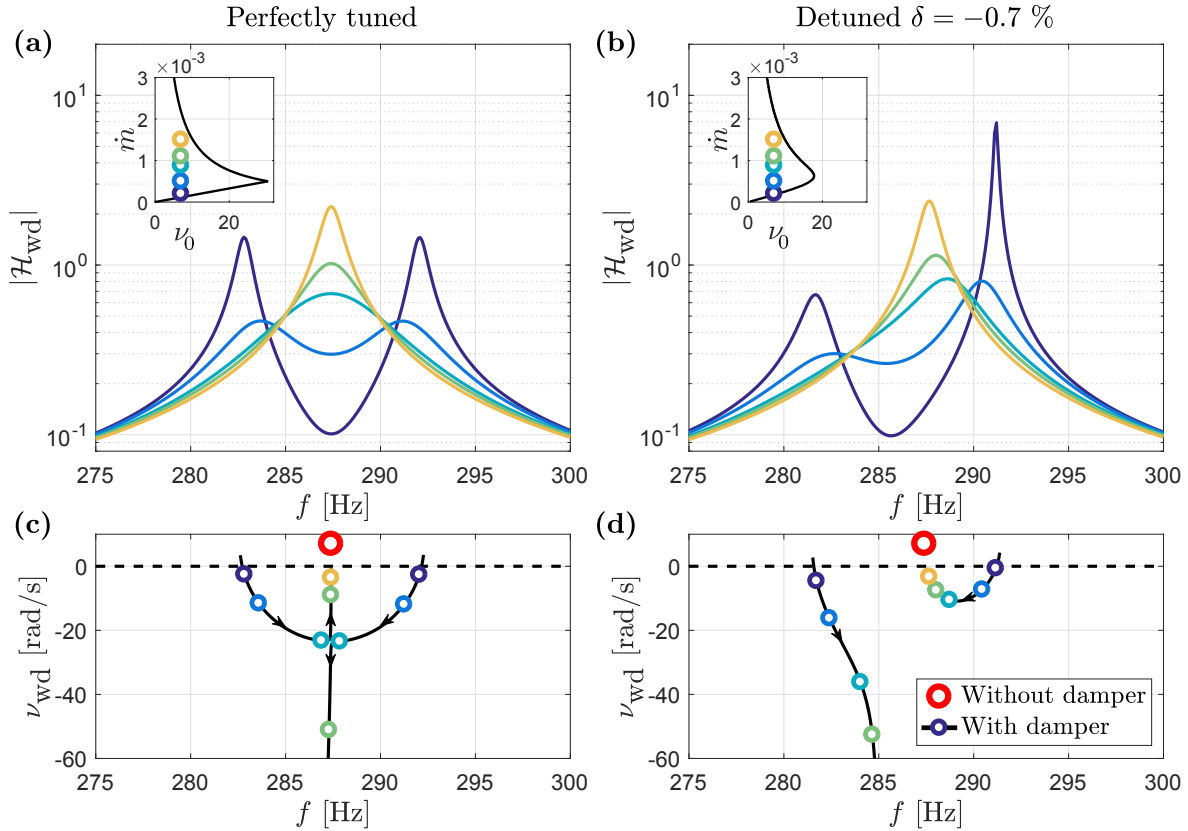 Perfectly tuned
Detuned δ = −0.7 %
(a)
(b)
×10⁻³
3
2
1
0
ṁ
0 20
ν₀
×10⁻³
3
2
1
0
ṁ
0 20
ν₀
10¹
10⁰
10⁻¹
|ℋwd|
275 280 285 290 295 300
f [Hz]
10¹
10⁰
10⁻¹
|ℋwd|
275 280 285 290 295 300
f [Hz]
(c)
(d)
0
-20
-40
-60
νwd [rad/s]
275 280 285 290 295 300
f [Hz]
0
-20
-40
-60
νwd [rad/s]
Without damper
With damper
275 280 285 290 295 300
f [Hz]